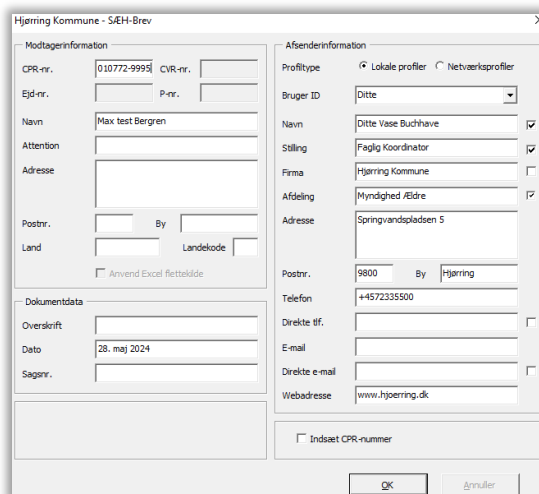 Hjørring Kommune - SÆH-Brev
Modtagerinformation
CPR-nr. 010772-9995 CVR-nr.
Ejd-nr. P-nr.
Navn Max test Bergren
Attention
Adresse
Postnr. By
Land Landekode
Anvend Excel flettekilde
Dokumentdata
Overskrift
Dato 28. maj 2024
Sagsnr.
Afsenderinformation
Profiltype Lokale profiler Netværksprofiler
Bruger ID Ditte
Navn Ditte Vase Buchhave
Stilling Faglig Koordinator
Firma Hjørring Kommune
Afdeling Myndighed Ældre
Adresse Springvandspladsen 5
Postnr. 9800 By Hjørring
Telefon +4572335500
Direkte tlf.
E-mail
Direkte e-mail
Webadresse www.hjoerring.dk
Indsæt CPR-nummer
OK Annuller